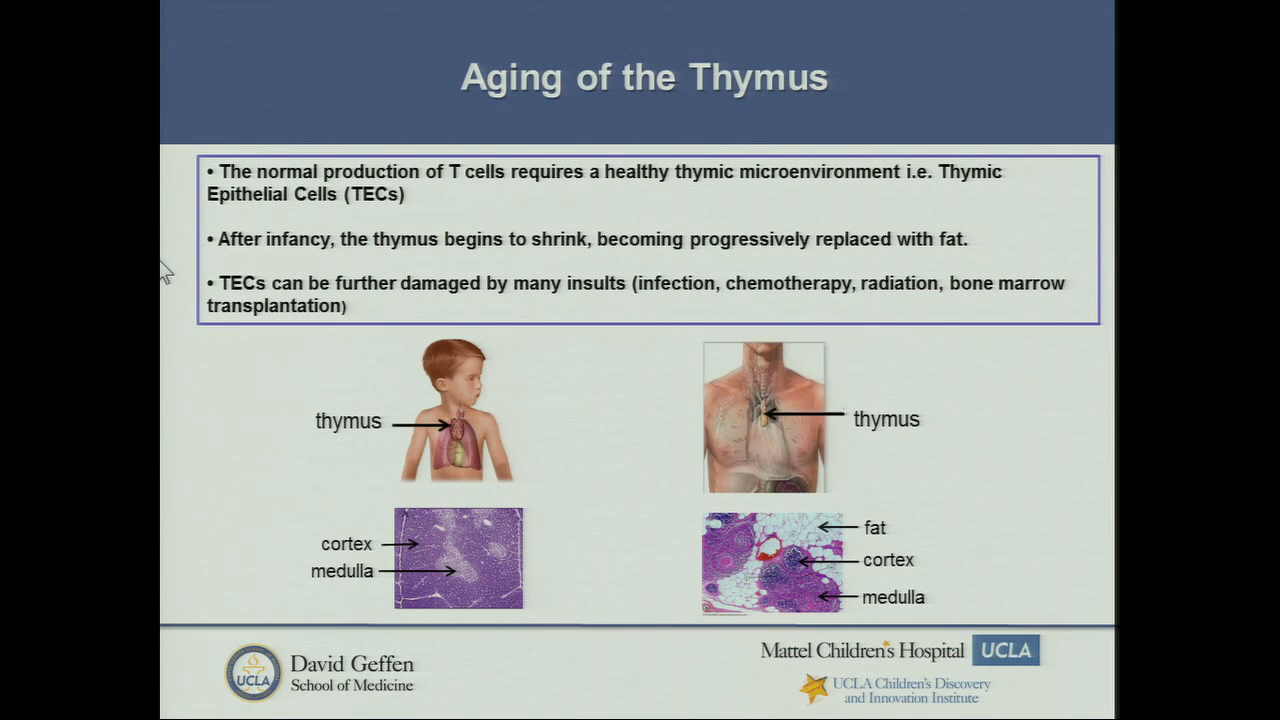 Aging of the Thymus
• The normal production of T cells requires a healthy thymic microenvironment i.e. Thymic
Epithelial Cells (TECs)
• After infancy, the thymus begins to shrink, becoming progressively replaced with fat.
• TECs can be further damaged by many insults (infection, chemotherapy, radiation, bone marrow
transplantation)
thymus
thymus
cortex
medulla
fat
cortex
medulla
UCLA
David Geffen
School of Medicine
Mattel Children's Hospital UCLA
UCLA Children's Discovery
and Innovation Institute